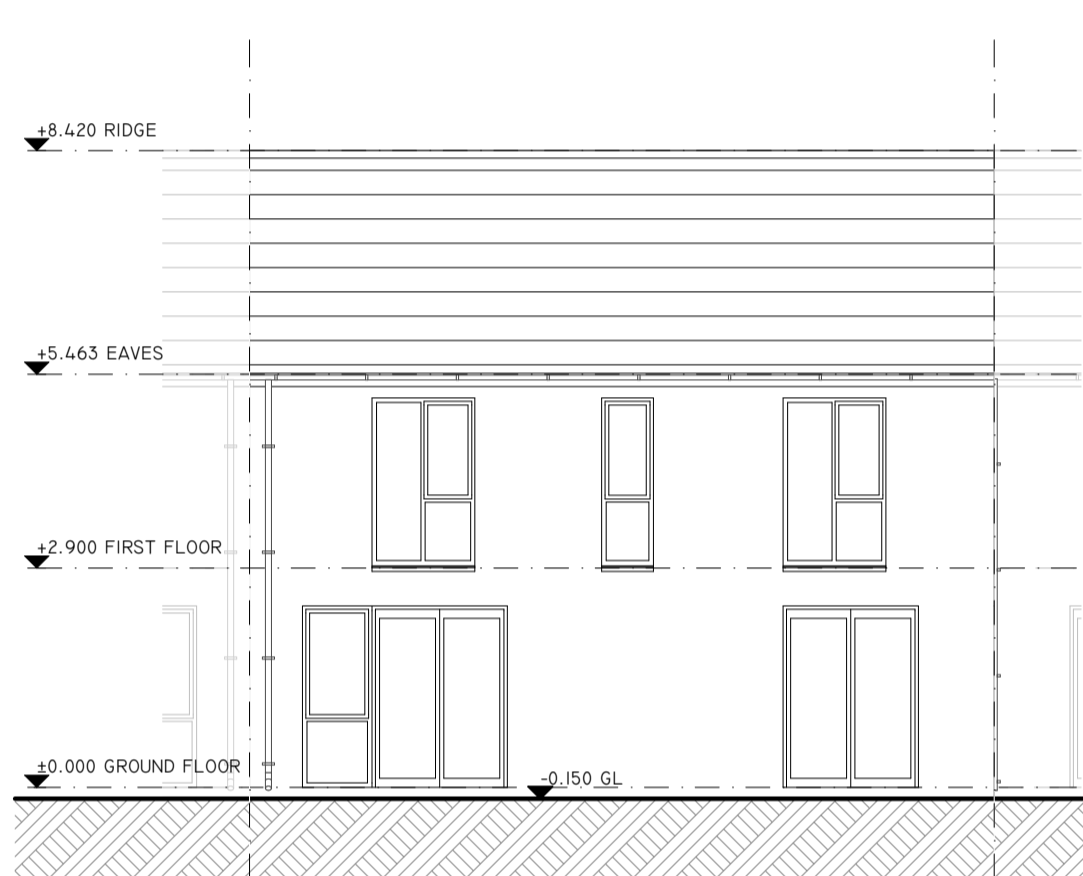 +8.420 RIDGE
+5.463 EAVES
+2.900 FIRST FLOOR
±0.000 GROUND FLOOR
-0.150 GL